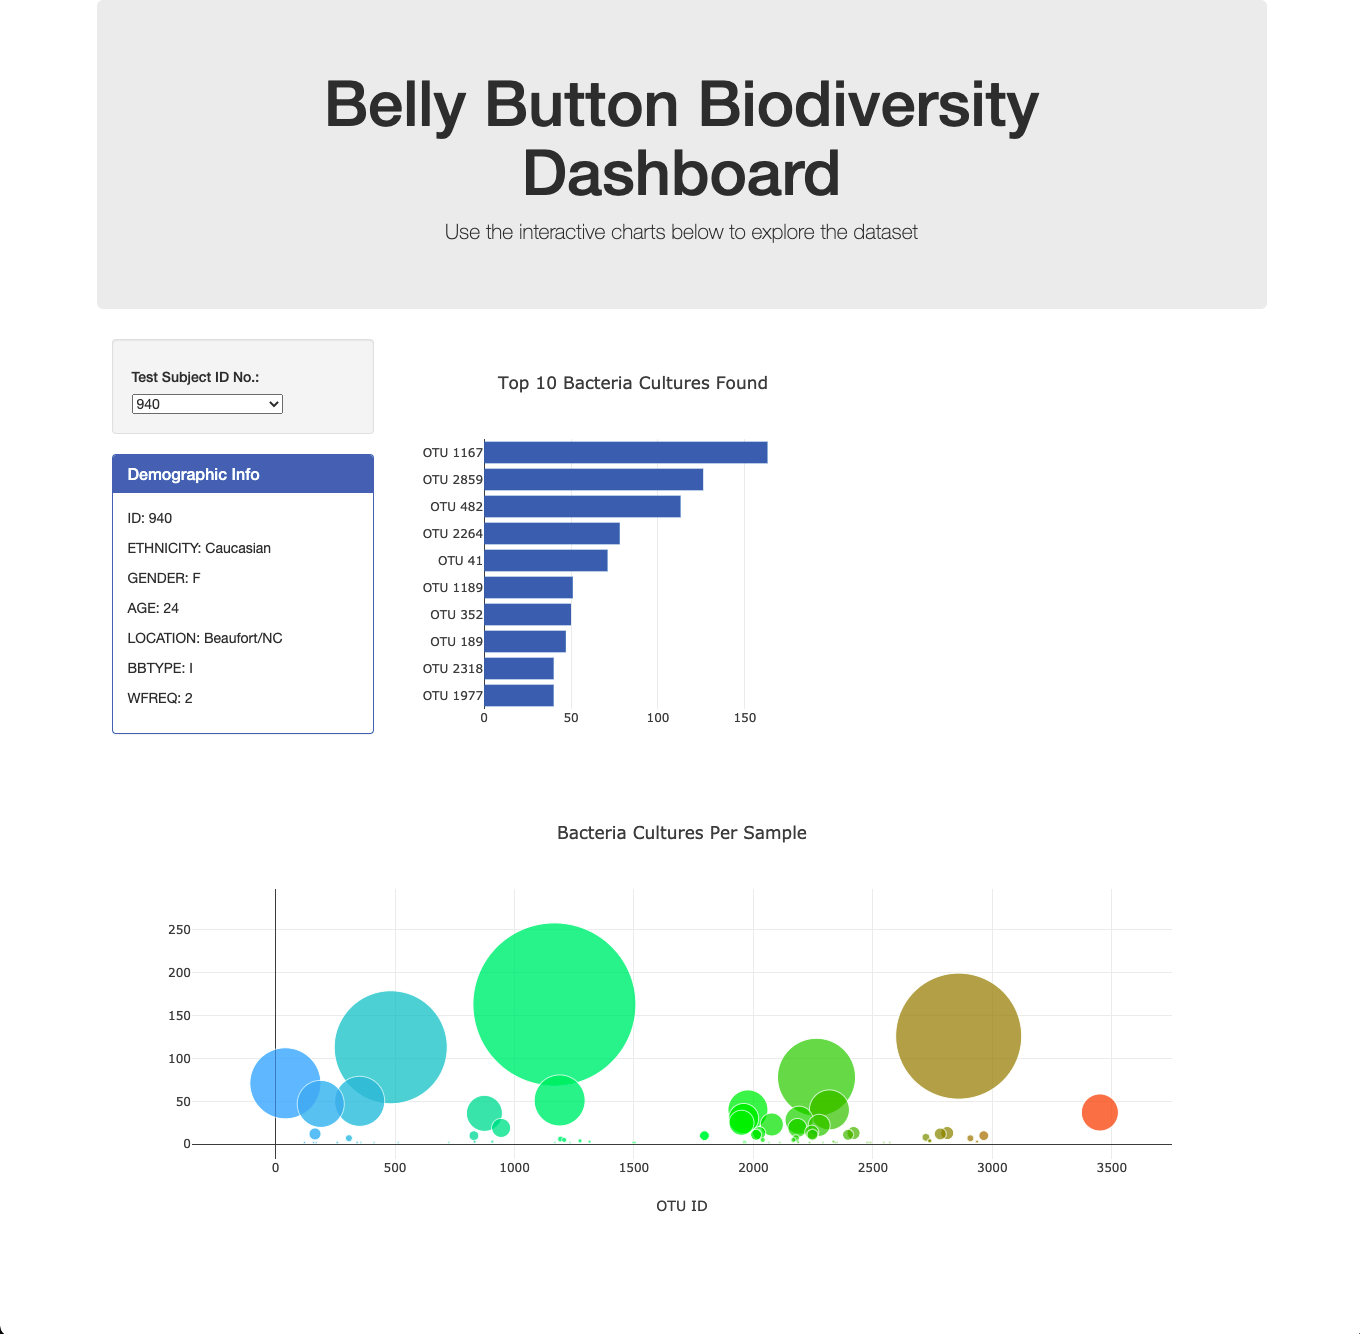 Belly Button Biodiversity
Dashboard
Use the interactive charts below to explore the dataset
Test Subject ID No.:
940
Demographic Info
ID: 940
ETHNICITY: Caucasian
GENDER: F
AGE: 24
LOCATION: Beaufort/NC
BBTYPE: I
WFREQ: 2
Top 10 Bacteria Cultures Found
OTU 1167
OTU 2859
OTU 482
OTU 2264
OTU 41
OTU 1189
OTU 352
OTU 189
OTU 2318
OTU 1977
0 50 100 150
Bacteria Cultures Per Sample
250
200
150
100
50
0
0 500 1000 1500 2000 2500 3000 3500
OTU ID